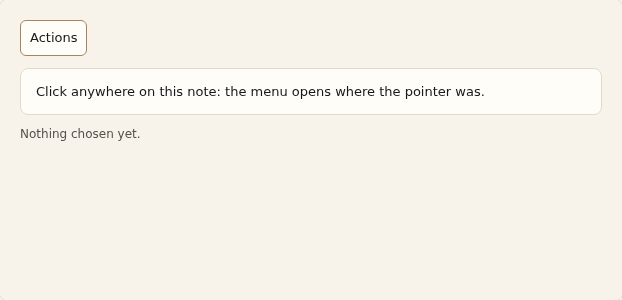 Actions
Click anywhere on this note: the menu opens where the pointer was.
Nothing chosen yet.